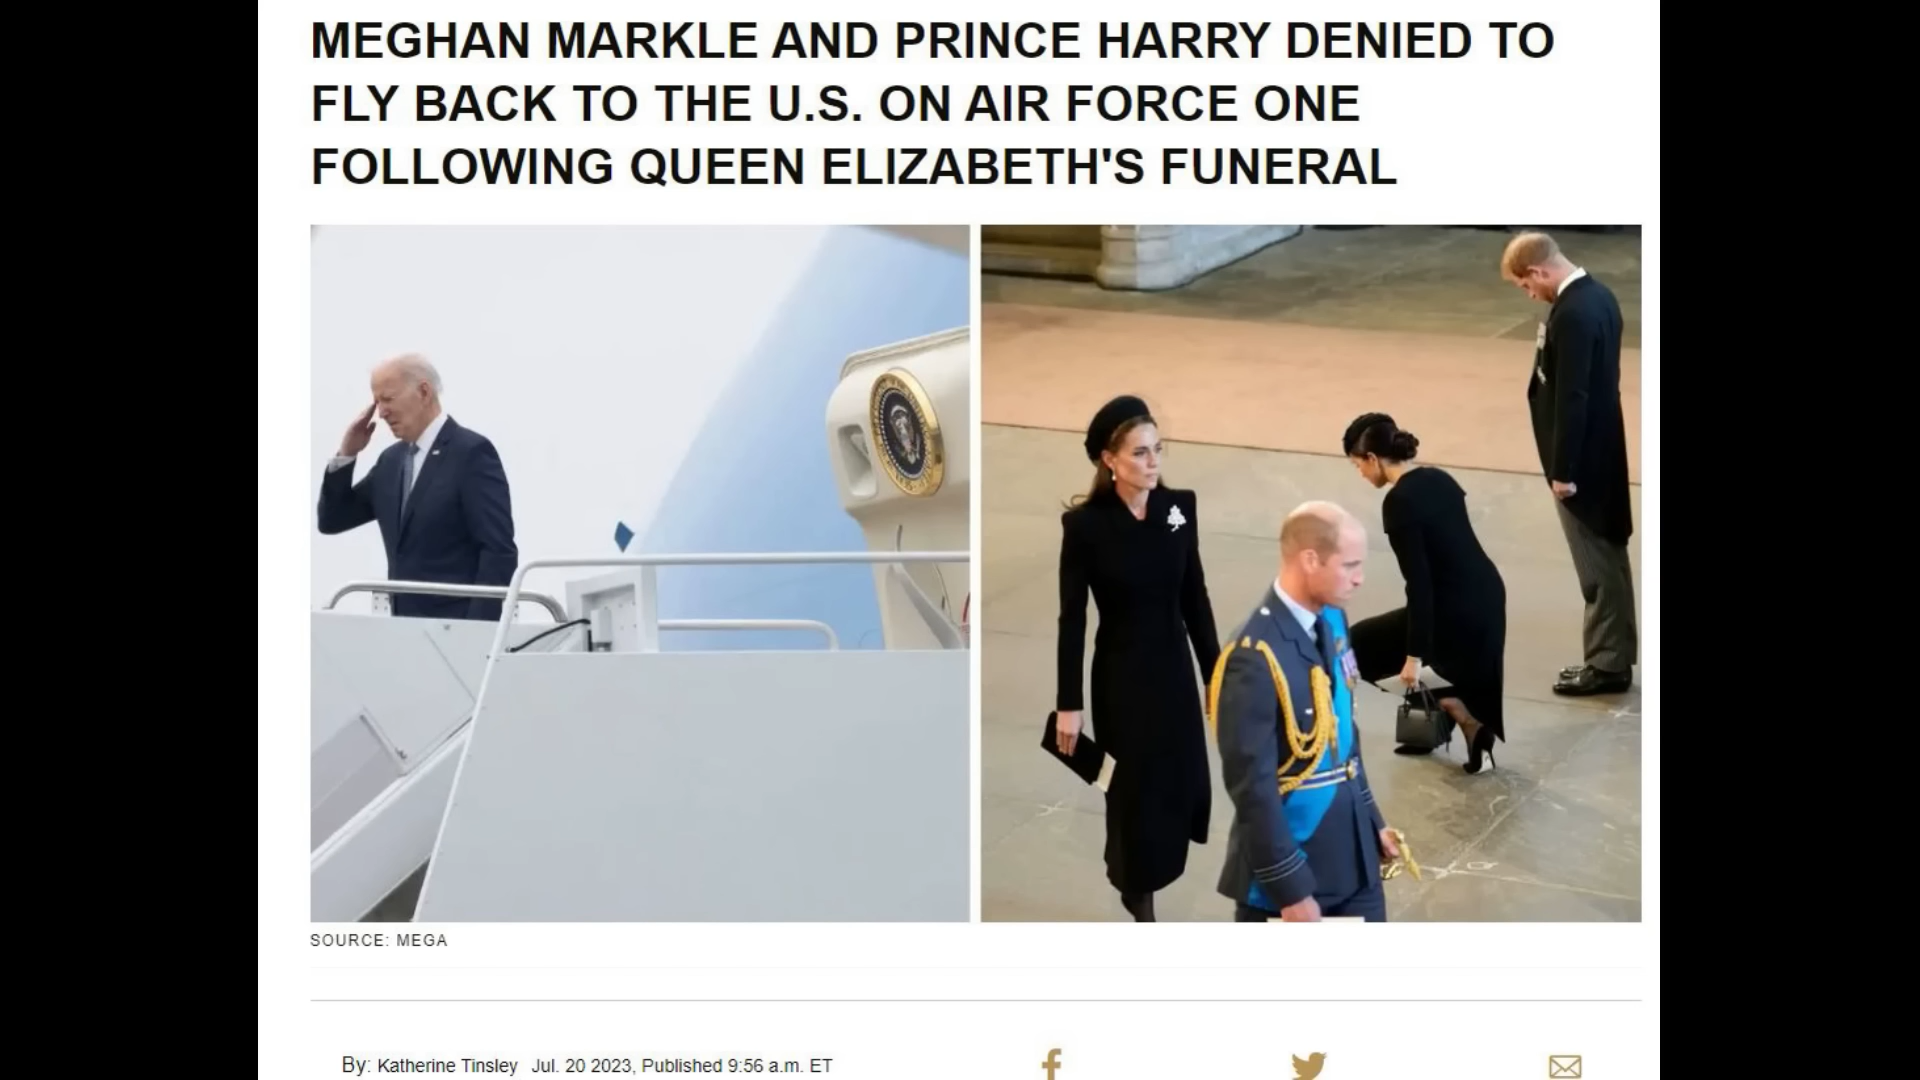 MEGHAN MARKLE AND PRINCE HARRY DENIED TO
FLY BACK TO THE U.S. ON AIR FORCE ONE
FOLLOWING QUEEN ELIZABETH'S FUNERAL
SOURCE: MEGA
By: Katherine Tinsley Jul. 20 2023, Published 9:56 a.m. ET